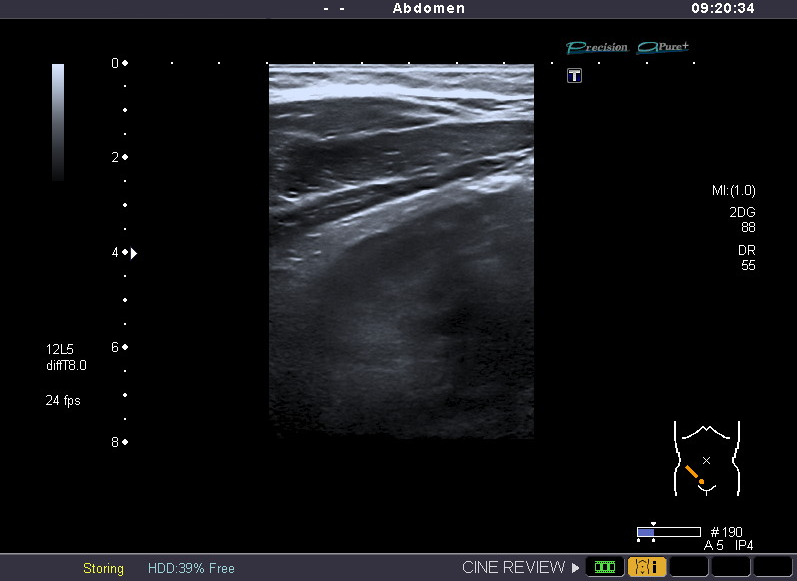 - - Abdomen 09:20:34
Precision APure+
T
0
2
4
6
8
MI:(1.0)
2DG
88
DR
55
12L5
diffT8.0
24 fps
#190
A 5 IP4
Storing HDD:39% Free CINE REVIEW